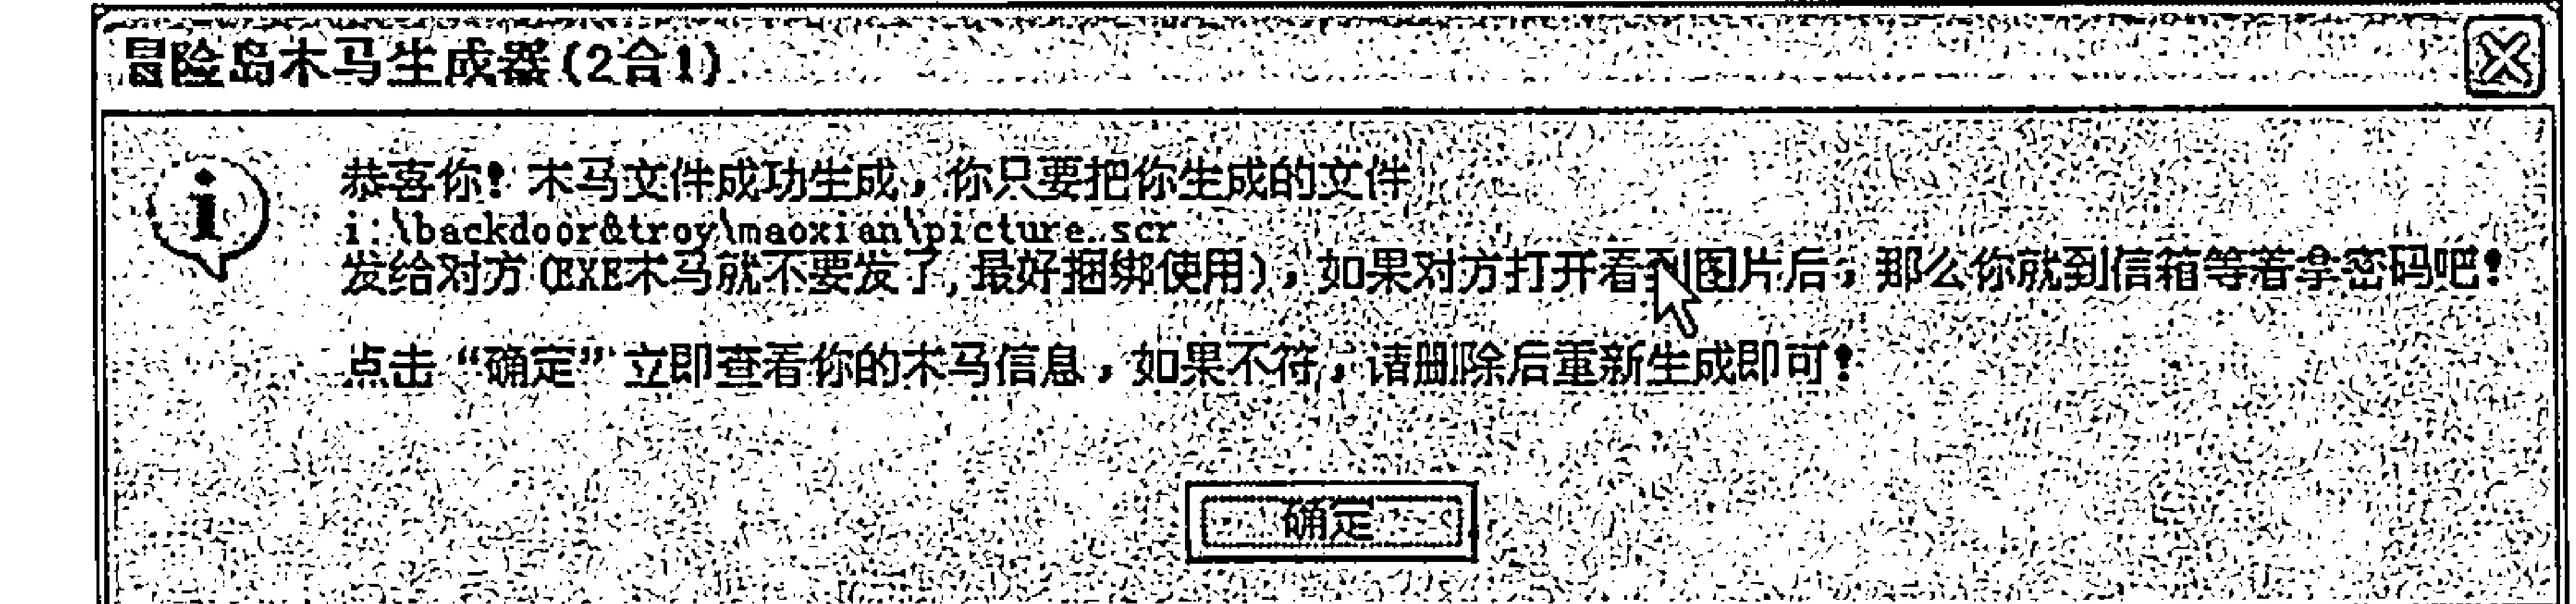 冒险岛木马生成器(2合1)
恭喜你！木马文件成功生成，你只要把你生成的文件
i:\backdoor&troy\maoxian\picture.scr
发给对方(EXE木马就不要发了,最好捆绑使用)，如果对方打开看到图片后，那么你就到信箱等着拿密码吧！
点击“确定”立即查看你的木马信息，如果不符，请删除后重新生成即可！
确定